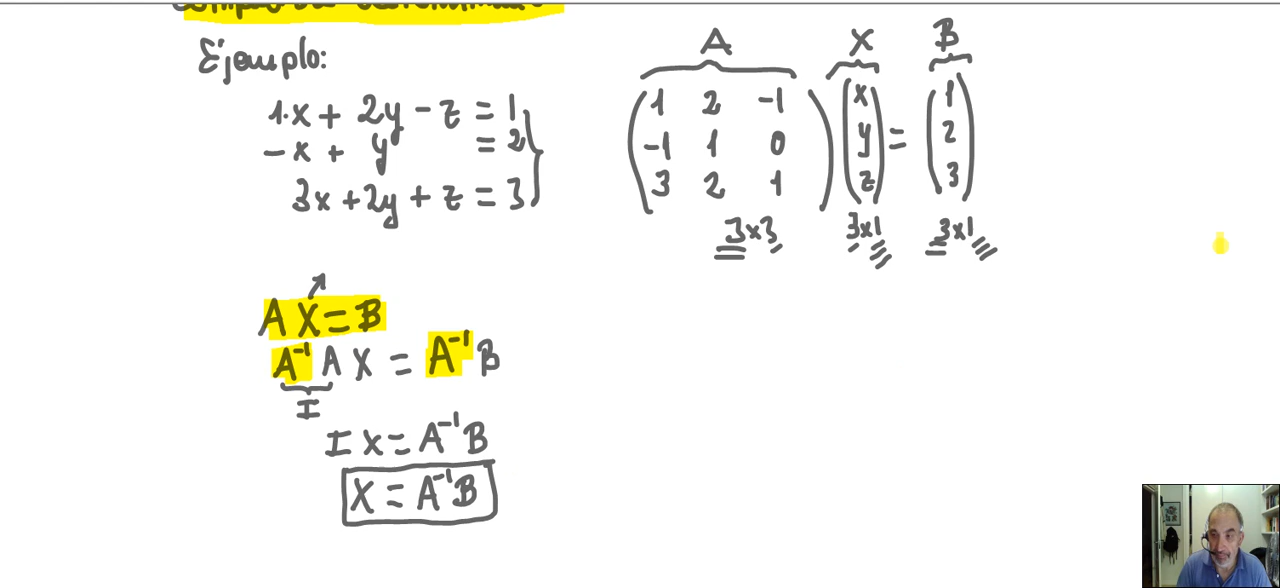 Ejemplo:
1·x + 2y - z = 1
-x + y = 2
3x + 2y + z = 3
A X B
( 1 2 -1 ) ( x ) = ( 1 )
( -1 1 0 ) ( y ) ( 2 )
( 3 2 1 ) ( z ) ( 3 )
3x3 3x1 3x1
A X = B
A⁻¹ A X = A⁻¹ B
I
I X = A⁻¹ B
X = A⁻¹ B